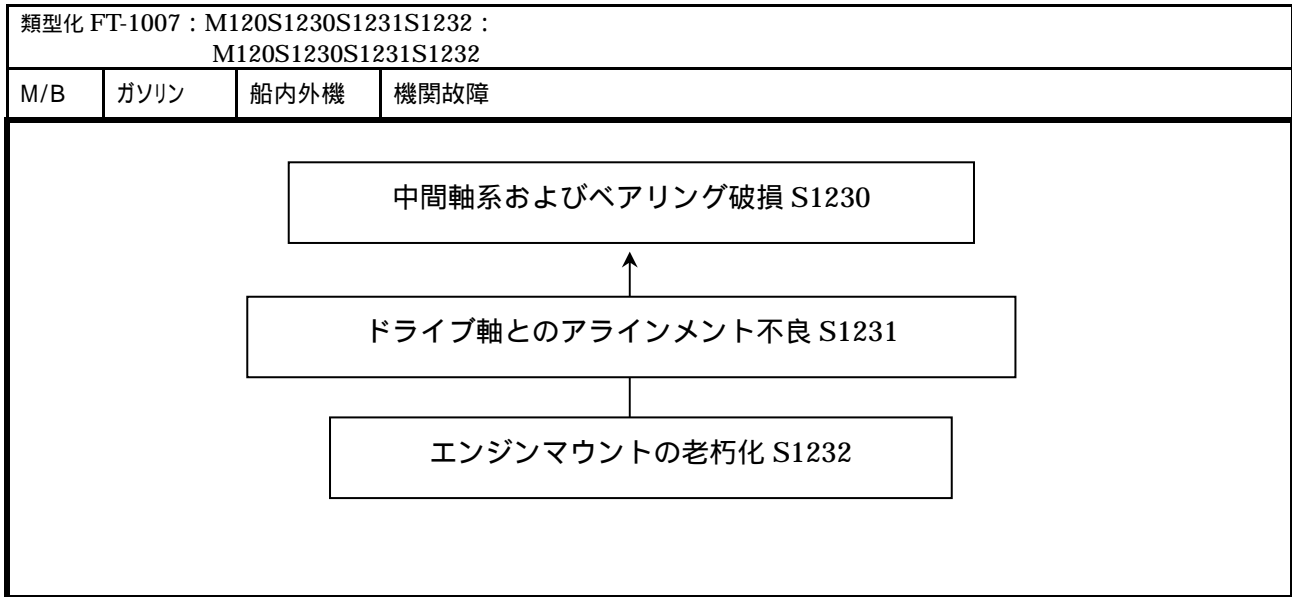 類型化 FT-1007：M120S1230S1231S1232：
M120S1230S1231S1232
M/B ガソリン 船内外機 機関故障
中間軸系およびベアリング破損 S1230
ドライブ軸とのアラインメント不良 S1231
エンジンマウントの老朽化 S1232